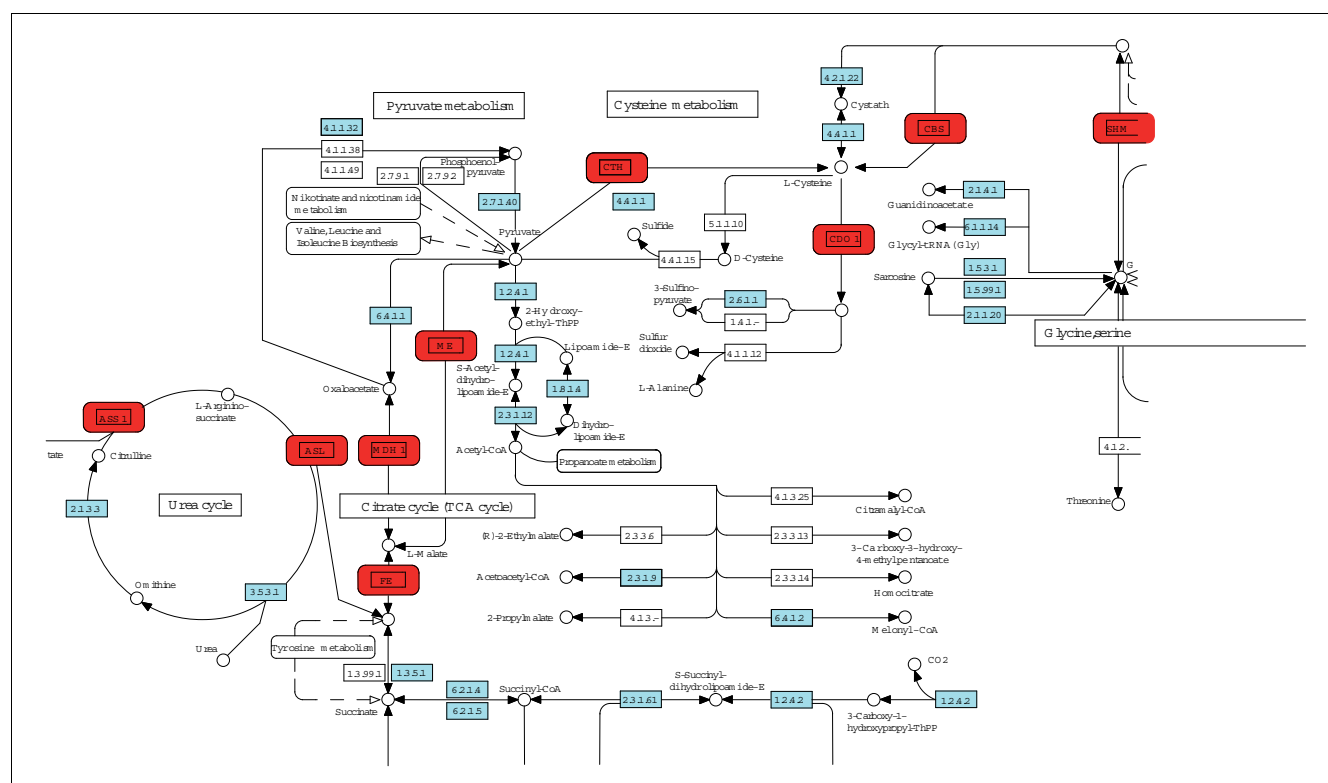 4.2.1.22
Cystath
Pyruvate metabolism
Cysteine metabolism
4.1.1.32
4.1.1.38
4.1.1.49
4.4.1.1
CBS
SHM
Phosphoenol-
pyruvate
2.7.9.1
2.7.9.2
CTH
L-Cysteine
Nikotinate and nicotinamide
metabolism
2.7.1.40
4.4.1.1
2.1.4.1
Guanidinoacetate
Valine, Leucine and
Isoleucine Biosynthesis
Pyruvate
Sulfide
5.1.1.10
CDO 1
6.1.1.14
Glycyl-tRNA (Gly)
4.4.1.15
D-Cysteine
1.5.3.1
G
Sarcosine
1.2.4.1
3-Sulfino-
pyruvate
2.6.1.1
1.5.99.1
6.4.1.1
2-Hydroxy-
ethyl-ThPP
1.4.1.-
2.1.1.20
Glycine, serine
ME
1.2.4.1
Lipoamide-E
Sulfur
dioxide
4.1.1.12
S-Acetyl-
dihydro-
lipoamide-E
1.8.1.4
L-Alanine
Oxaloacetate
L-Arginino-
succinate
ASS 1
2.3.1.12
Dihydro-
lipoamide-E
ASL
MDH 1
Acetyl-CoA
4.1.2.
tate
Citrulline
Propanoate metabolism
2.1.3.3
Urea cycle
Citrate cycle (TCA cycle)
4.1.3.25
Citramalyl-CoA
Threonine
(R)-2-Ethylmalate
2.3.3.6
2.3.3.13
3-Carboxy-3-hydroxy-
4-methylpentanoate
L-Malate
FE
Acetoacetyl-CoA
2.3.1.9
2.3.3.14
Homocitrate
Ornithine
3.5.3.1
2-Propylmalate
4.1.3.-
6.4.1.2
Melonyl-CoA
Urea
Tyrosine metabolism
1.3.99.1
1.3.5.1
CO2
S-Succinyl-
dihydrolipoamide-E
6.2.1.4
Succinyl-CoA
2.3.1.61
1.2.4.2
1.2.4.2
Succinate
6.2.1.5
3-Carboxy-1-
hydroxypropyl-ThPP